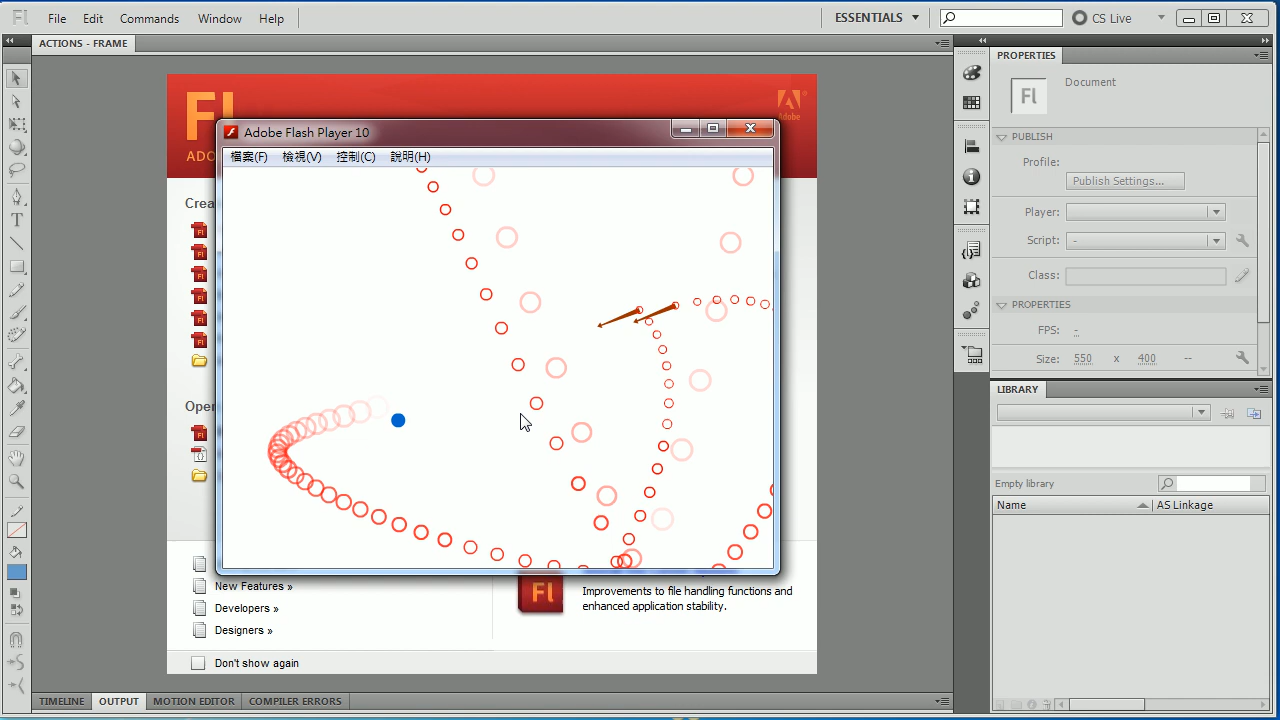 Fl File Edit Commands Window Help ESSENTIALS CS Live
ACTIONS - FRAME
Fl
Adobe
Adobe Flash Player 10
檔案(F) 檢視(V) 控制(C) 說明(H)
New Features »
Developers »
Designers »
Don't show again
Fl
Improvements to file handling functions and
enhanced application stability.
TIMELINE OUTPUT MOTION EDITOR COMPILER ERRORS
PROPERTIES
Fl
Document
PUBLISH
Profile:
Publish Settings...
Player:
Script: -
Class:
PROPERTIES
FPS: -
Size: 550 x 400 --
LIBRARY
Empty library
Name AS Linkage